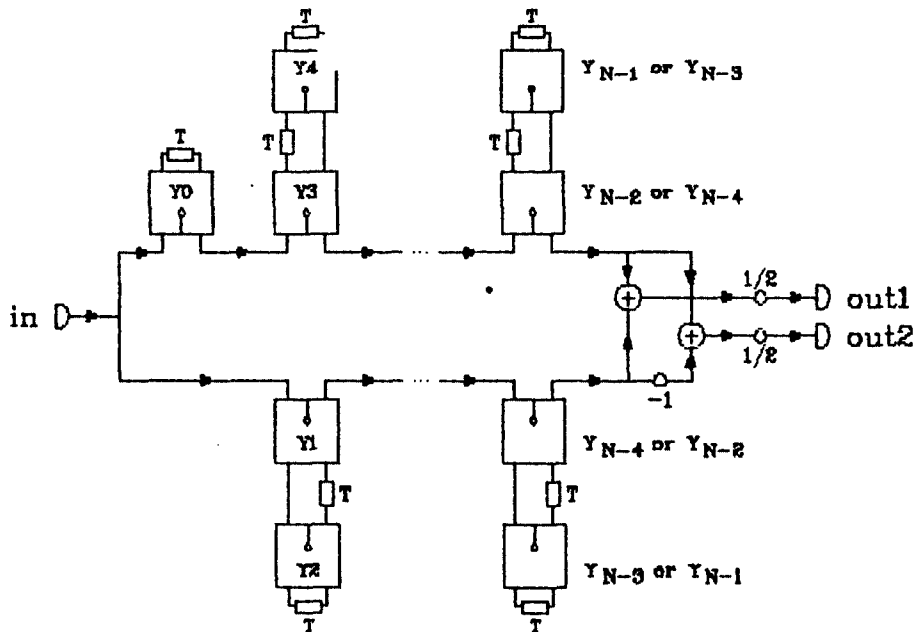 T
T
Y4
Y_{N-1} or Y_{N-3}
T
T
T
Y0
Y3
Y_{N-2} or Y_{N-4}
...
1/2
in
out1
out2
1/2
...
-1
Y1
Y_{N-4} or Y_{N-2}
T
T
Y2
Y_{N-3} or Y_{N-1}
T
T